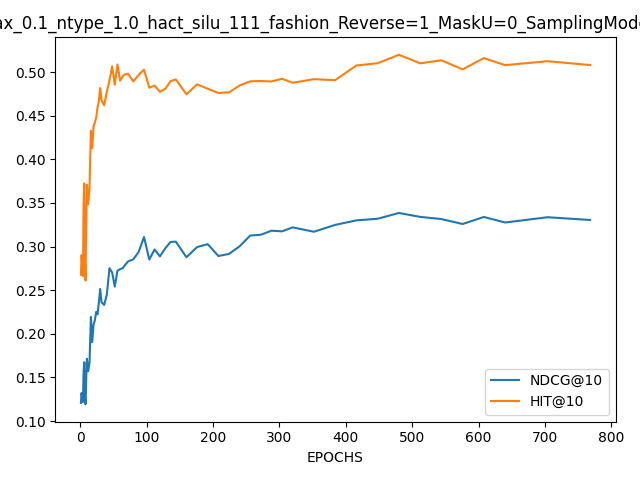 ax_0.1_ntype_1.0_hact_silu_111_fashion_Reverse=1_MaskU=0_SamplingMode
0.50
0.45
0.40
0.35
0.30
0.25
0.20
0.15
0.10
NDCG@10
HIT@10
0 100 200 300 400 500 600 700 800
EPOCHS